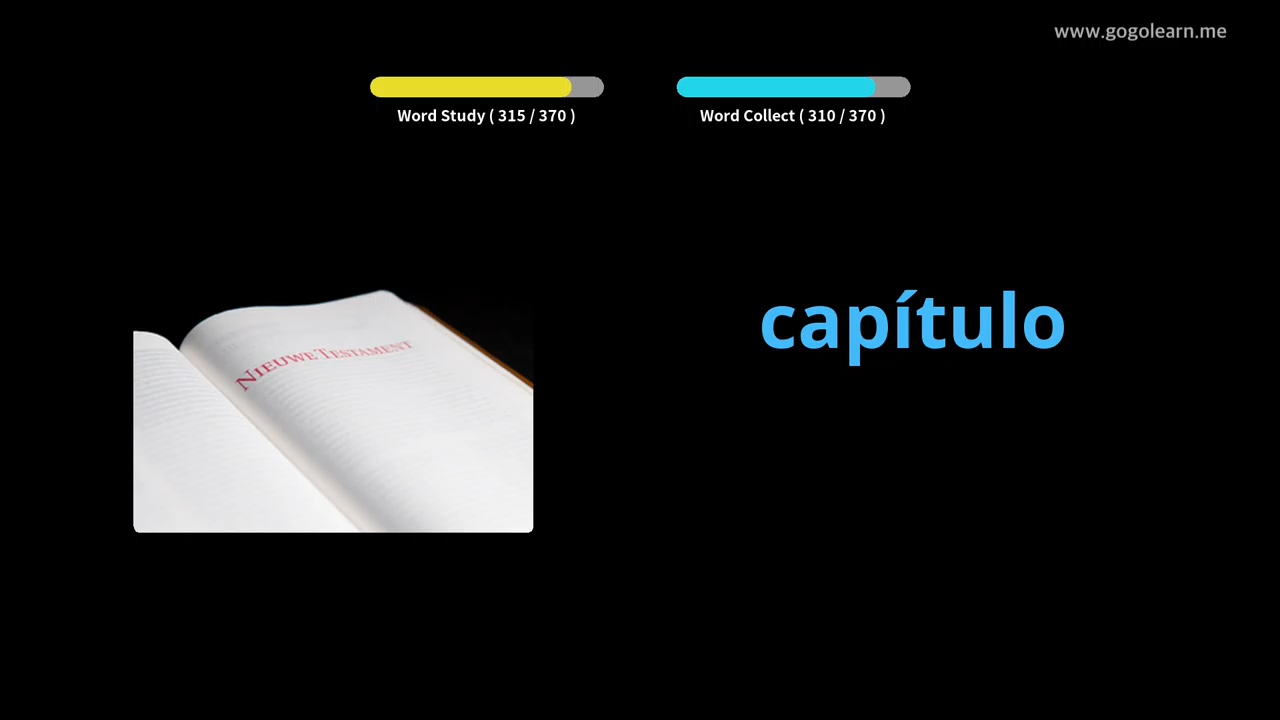 www.gogolearn.me
Word Study ( 315 / 370 )
Word Collect ( 310 / 370 )
NIEUWE TESTAMENT
capítulo